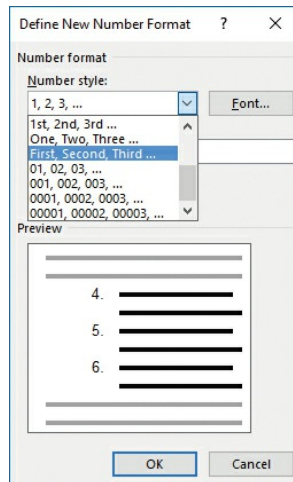 Define New Number Format ? ×
Number format
Number style:
1, 2, 3, ...
Font...
1st, 2nd, 3rd ...
One, Two, Three ...
First, Second, Third ...
01, 02, 03, ...
001, 002, 003, ...
0001, 0002, 0003, ...
00001, 00002, 00003, ...
Preview
4.
5.
6.
OK Cancel